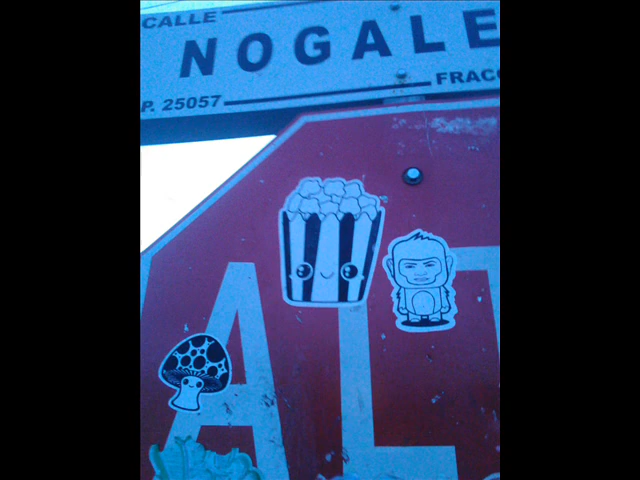 CALLE
NOGALE
P. 25057
FRACC
ALT